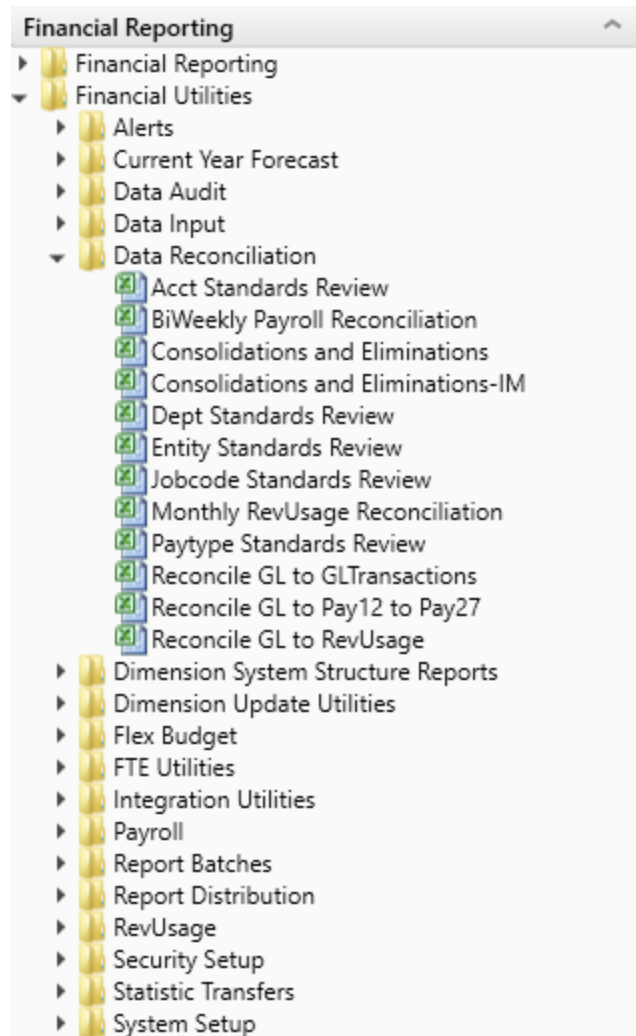 Financial Reporting
Financial Reporting
Financial Utilities
Alerts
Current Year Forecast
Data Audit
Data Input
Data Reconciliation
Acct Standards Review
BiWeekly Payroll Reconciliation
Consolidations and Eliminations
Consolidations and Eliminations-IM
Dept Standards Review
Entity Standards Review
Jobcode Standards Review
Monthly RevUsage Reconciliation
Paytype Standards Review
Reconcile GL to GLTransactions
Reconcile GL to Pay12 to Pay27
Reconcile GL to RevUsage
Dimension System Structure Reports
Dimension Update Utilities
Flex Budget
FTE Utilities
Integration Utilities
Payroll
Report Batches
Report Distribution
RevUsage
Security Setup
Statistic Transfers
System Setup